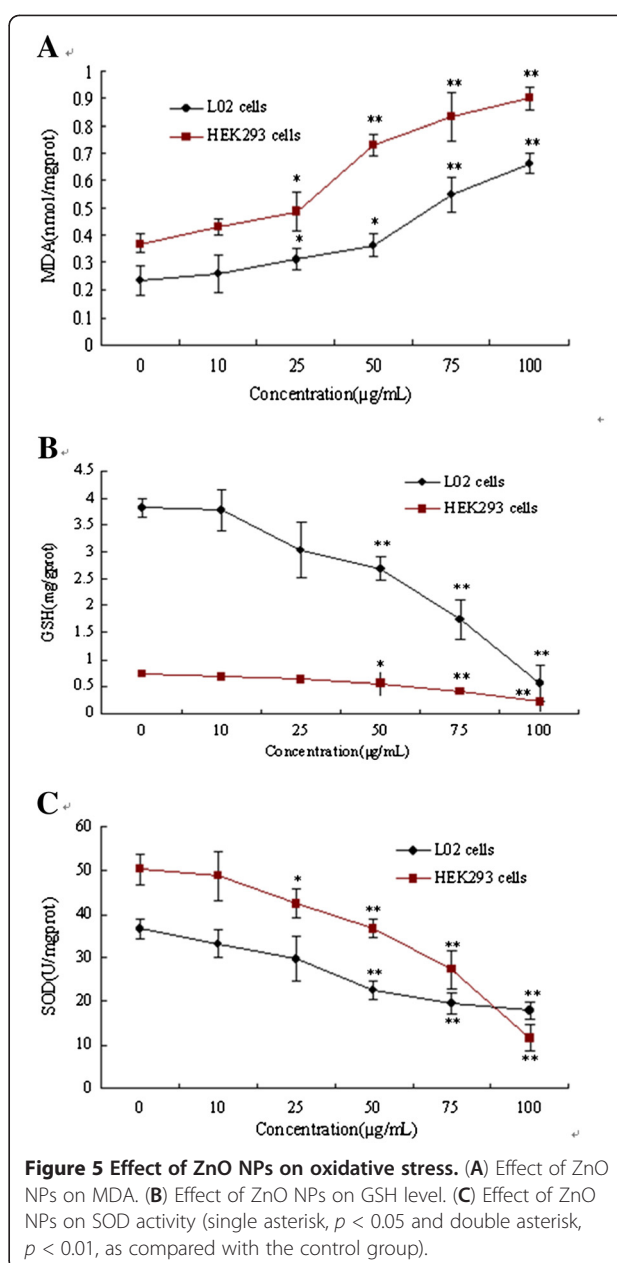 A
1
0.9
0.8
0.7
0.6
0.5
0.4
0.3
0.2
0.1
0
MDA(nmol/mgprot)
L02 cells
HEK293 cells
* * ** * ** ** ** **
0 10 25 50 75 100
Concentration(µg/mL)
B
4.5
4
3.5
3
2.5
2
1.5
1
0.5
0
GSH(mg/gprot)
L02 cells
HEK293 cells
** * ** ** ** **
0 10 25 50 75 100
Concentration(µg/mL)
C
60
50
40
30
20
10
0
SOD(U/mgprot)
L02 cells
HEK293 cells
* ** ** ** ** ** **
0 10 25 50 75 100
Concentration(µg/mL)
Figure 5 Effect of ZnO NPs on oxidative stress. (A) Effect of ZnO
NPs on MDA. (B) Effect of ZnO NPs on GSH level. (C) Effect of ZnO
NPs on SOD activity (single asterisk, p < 0.05 and double asterisk,
p < 0.01, as compared with the control group).